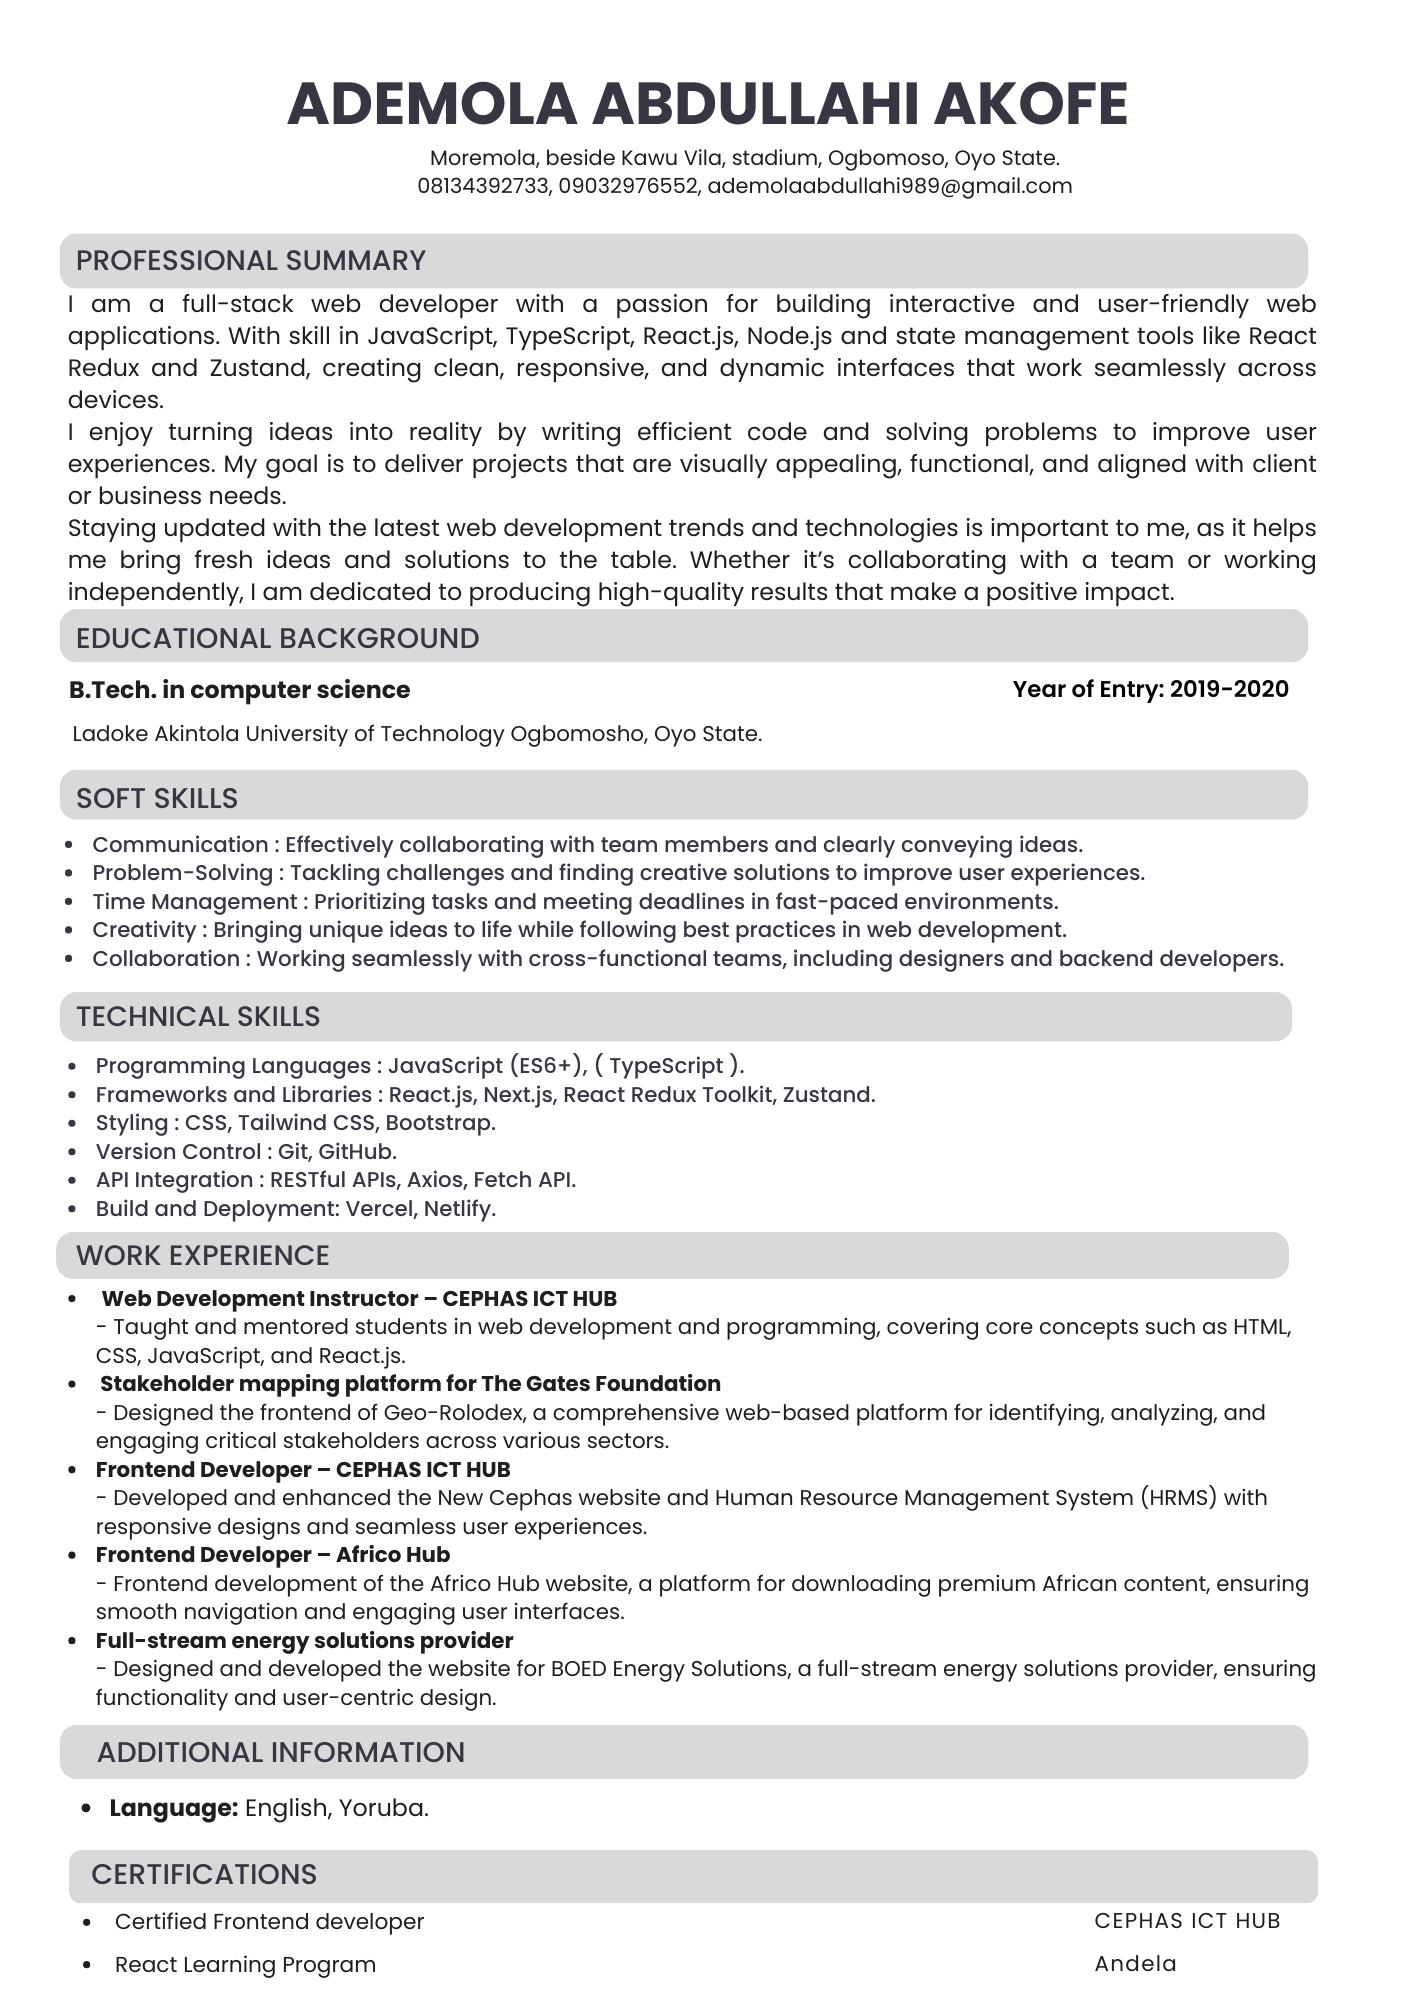 ADEMOLA ABDULLAHI AKOFE
Moremola, beside Kawu Vila, stadium, Ogbomoso, Oyo State.
08134392733, 09032976552, ademolaabdullahi989@gmail.com
PROFESSIONAL SUMMARY
I am a full-stack web developer with a passion for building interactive and user-friendly web
applications. With skill in JavaScript, TypeScript, React.js, Node.js and state management tools like React
Redux and Zustand, creating clean, responsive, and dynamic interfaces that work seamlessly across
devices.
I enjoy turning ideas into reality by writing efficient code and solving problems to improve user
experiences. My goal is to deliver projects that are visually appealing, functional, and aligned with client
or business needs.
Staying updated with the latest web development trends and technologies is important to me, as it helps
me bring fresh ideas and solutions to the table. Whether it’s collaborating with a team or working
independently, I am dedicated to producing high-quality results that make a positive impact.
EDUCATIONAL BACKGROUND
B.Tech. in computer science Year of Entry: 2019-2020
Ladoke Akintola University of Technology Ogbomosho, Oyo State.
SOFT SKILLS
• Communication : Effectively collaborating with team members and clearly conveying ideas.
• Problem-Solving : Tackling challenges and finding creative solutions to improve user experiences.
• Time Management : Prioritizing tasks and meeting deadlines in fast-paced environments.
• Creativity : Bringing unique ideas to life while following best practices in web development.
• Collaboration : Working seamlessly with cross-functional teams, including designers and backend developers.
TECHNICAL SKILLS
• Programming Languages : JavaScript (ES6+), ( TypeScript ).
• Frameworks and Libraries : React.js, Next.js, React Redux Toolkit, Zustand.
• Styling : CSS, Tailwind CSS, Bootstrap.
• Version Control : Git, GitHub.
• API Integration : RESTful APIs, Axios, Fetch API.
• Build and Deployment: Vercel, Netlify.
WORK EXPERIENCE
• Web Development Instructor – CEPHAS ICT HUB
- Taught and mentored students in web development and programming, covering core concepts such as HTML,
CSS, JavaScript, and React.js.
• Stakeholder mapping platform for The Gates Foundation
- Designed the frontend of Geo-Rolodex, a comprehensive web-based platform for identifying, analyzing, and
engaging critical stakeholders across various sectors.
• Frontend Developer – CEPHAS ICT HUB
- Developed and enhanced the New Cephas website and Human Resource Management System (HRMS) with
responsive designs and seamless user experiences.
• Frontend Developer – Africo Hub
- Frontend development of the Africo Hub website, a platform for downloading premium African content, ensuring
smooth navigation and engaging user interfaces.
• Full-stream energy solutions provider
- Designed and developed the website for BOED Energy Solutions, a full-stream energy solutions provider, ensuring
functionality and user-centric design.
ADDITIONAL INFORMATION
• Language: English, Yoruba.
CERTIFICATIONS
• Certified Frontend developer CEPHAS ICT HUB
• React Learning Program Andela